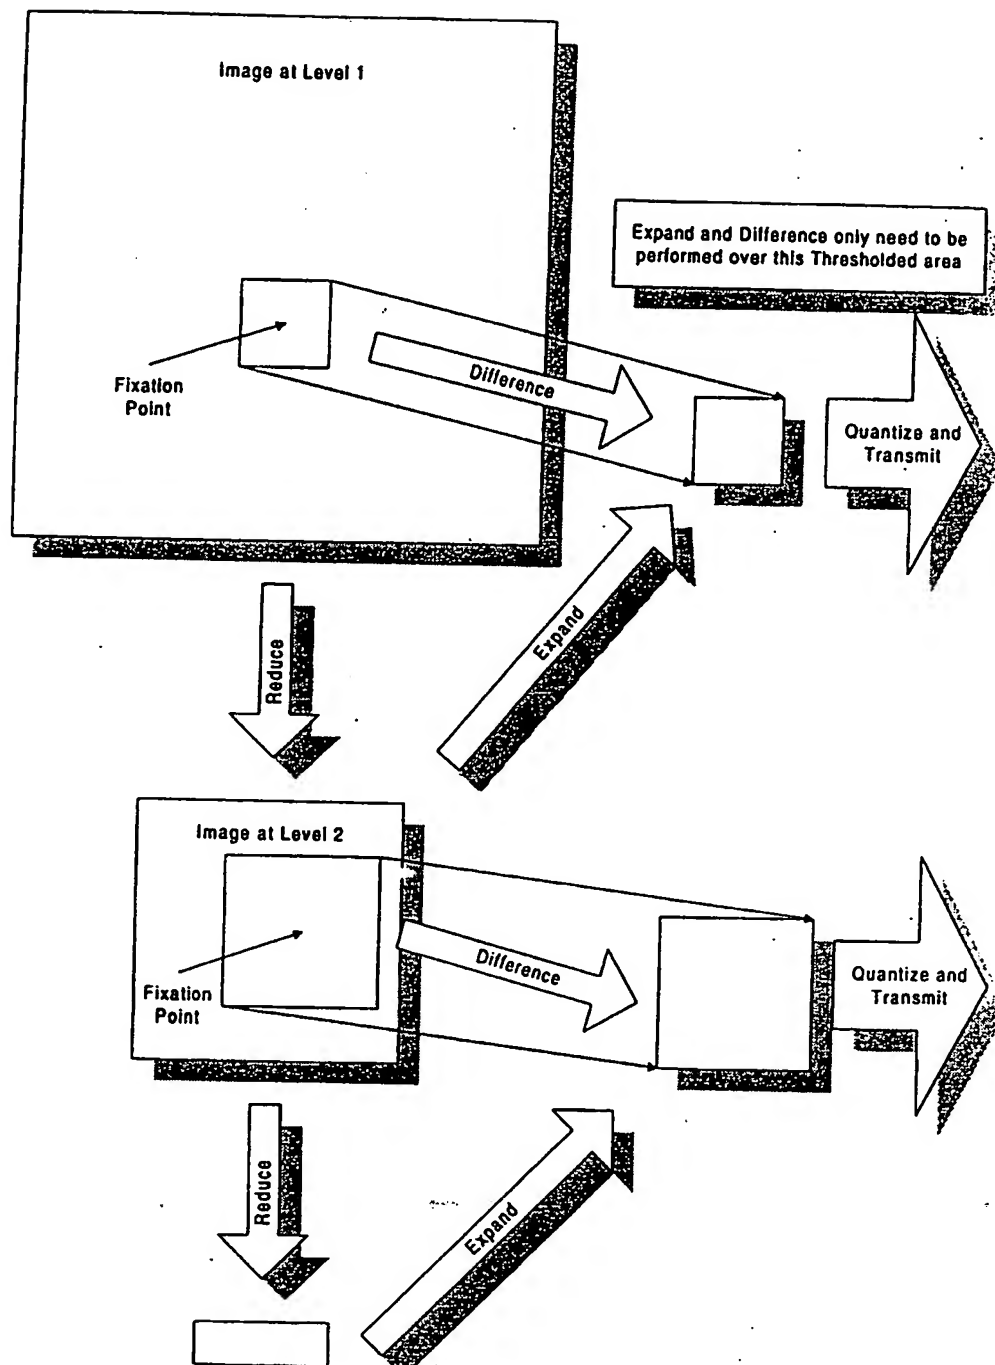 Image at Level 1
Expand and Difference only need to be
performed over this Thresholded area
Fixation
Point
Difference
Quantize and
Transmit
Reduce
Expand
Image at Level 2
Fixation
Point
Difference
Quantize and
Transmit
Reduce
Expand